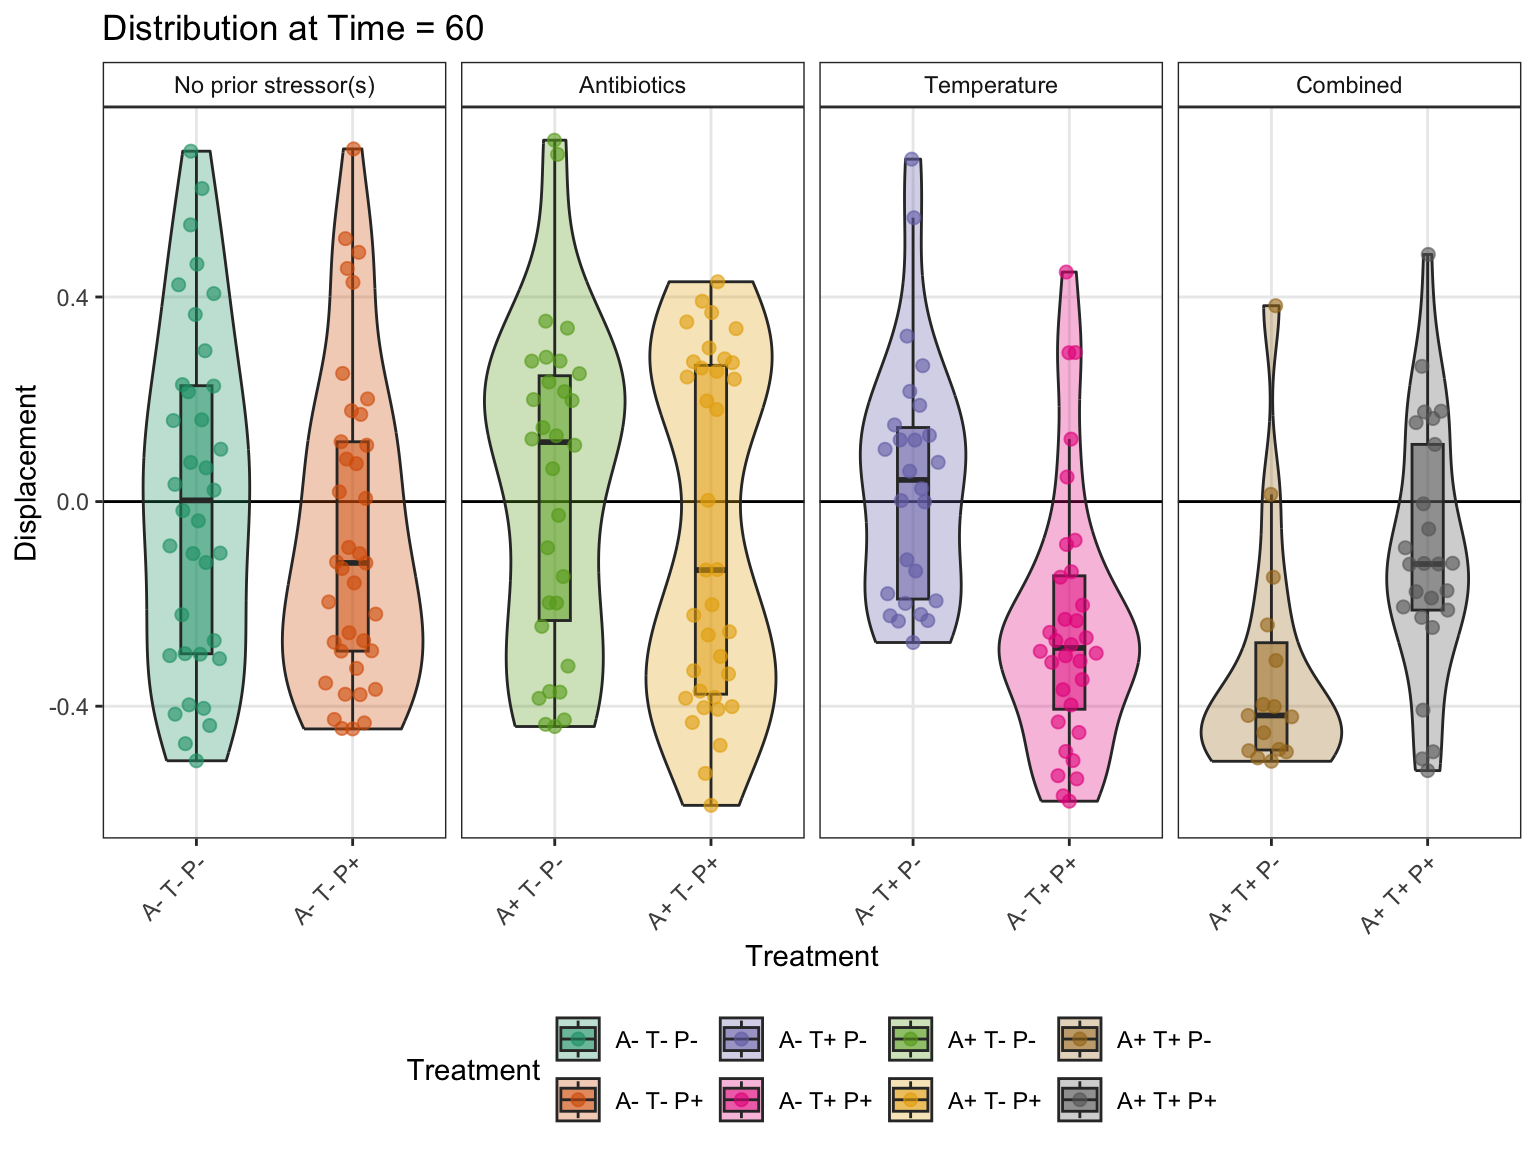 Distribution at Time = 60
No prior stressor(s)
Antibiotics
Temperature
Combined
Displacement
0.4
0.0
-0.4
A- T- P-
A- T- P+
A+ T- P-
A+ T- P+
A- T+ P-
A- T+ P+
A+ T+ P-
A+ T+ P+
Treatment
Treatment
A- T- P-
A- T+ P-
A+ T- P-
A+ T+ P-
A- T- P+
A- T+ P+
A+ T- P+
A+ T+ P+